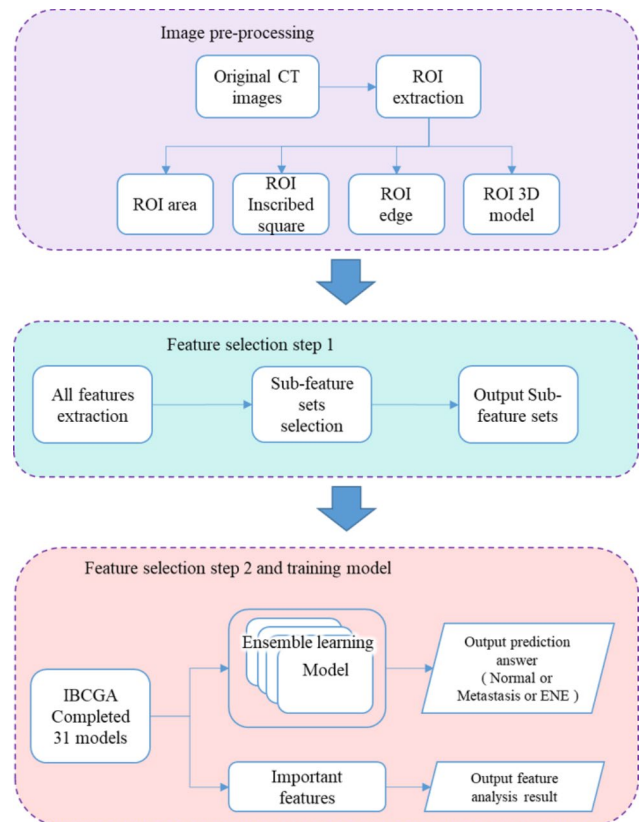 Image pre-processing
Original CT
images
ROI
extraction
ROI area
ROI
Inscribed
square
ROI
edge
ROI 3D
model
Feature selection step 1
All features
extraction
Sub-feature
sets
selection
Output Sub-
feature sets
Feature selection step 2 and training model
IBCGA
Completed
31 models
Ensemble learning
Model
Output prediction
answer
( Normal or
Metastasis or ENE )
Important
features
Output feature
analysis result